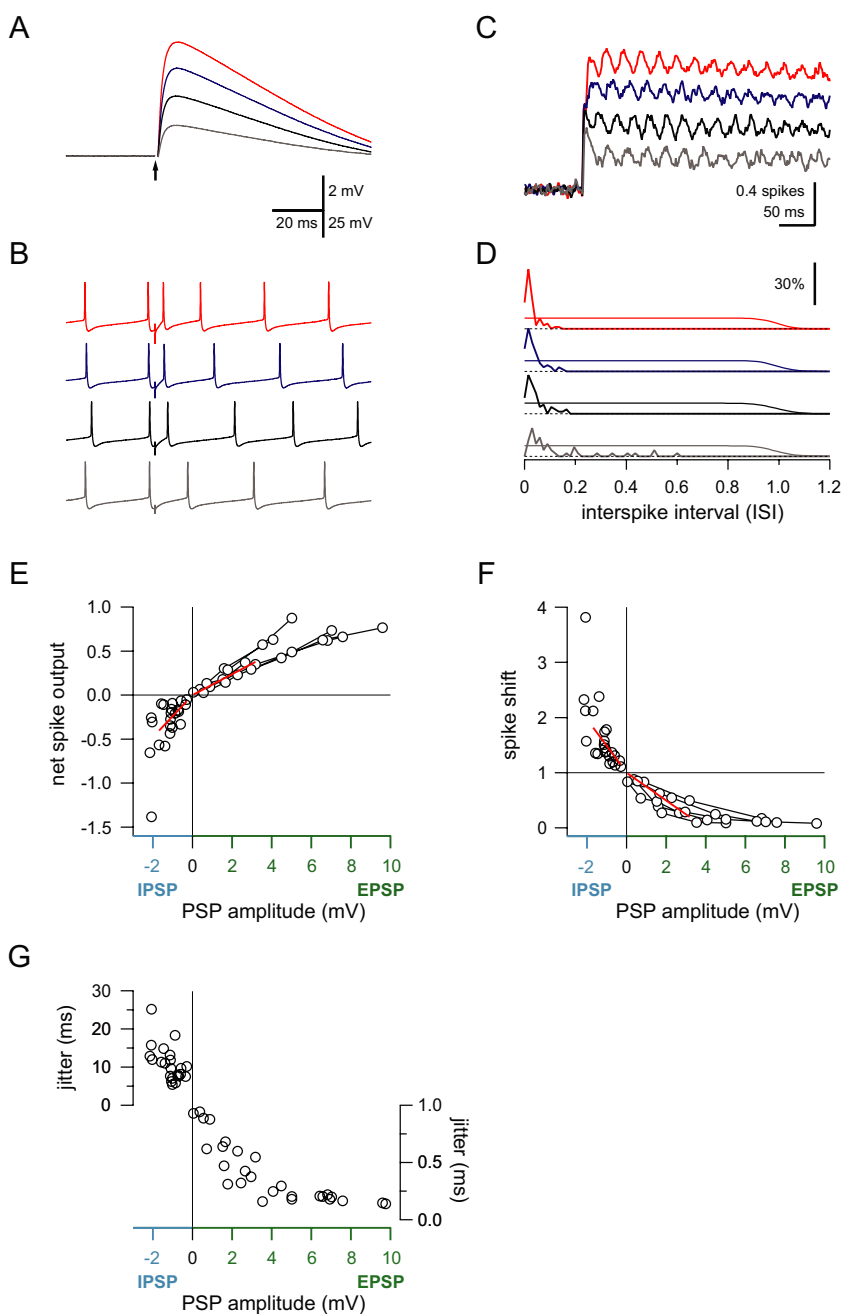 A
2 mV
20 ms
25 mV
B
C
0.4 spikes
50 ms
D
30%
0 0.2 0.4 0.6 0.8 1.0 1.2
interspike interval (ISI)
E
net spike output
1.0
0.5
0.0
-0.5
-1.0
-1.5
-2 0 2 4 6 8 10
IPSP EPSP
PSP amplitude (mV)
F
spike shift
4
3
2
1
0
-2 0 2 4 6 8 10
IPSP EPSP
PSP amplitude (mV)
G
jitter (ms)
30
20
10
0
1.0
0.5
0.0
jitter (ms)
-2 0 2 4 6 8 10
IPSP EPSP
PSP amplitude (mV)